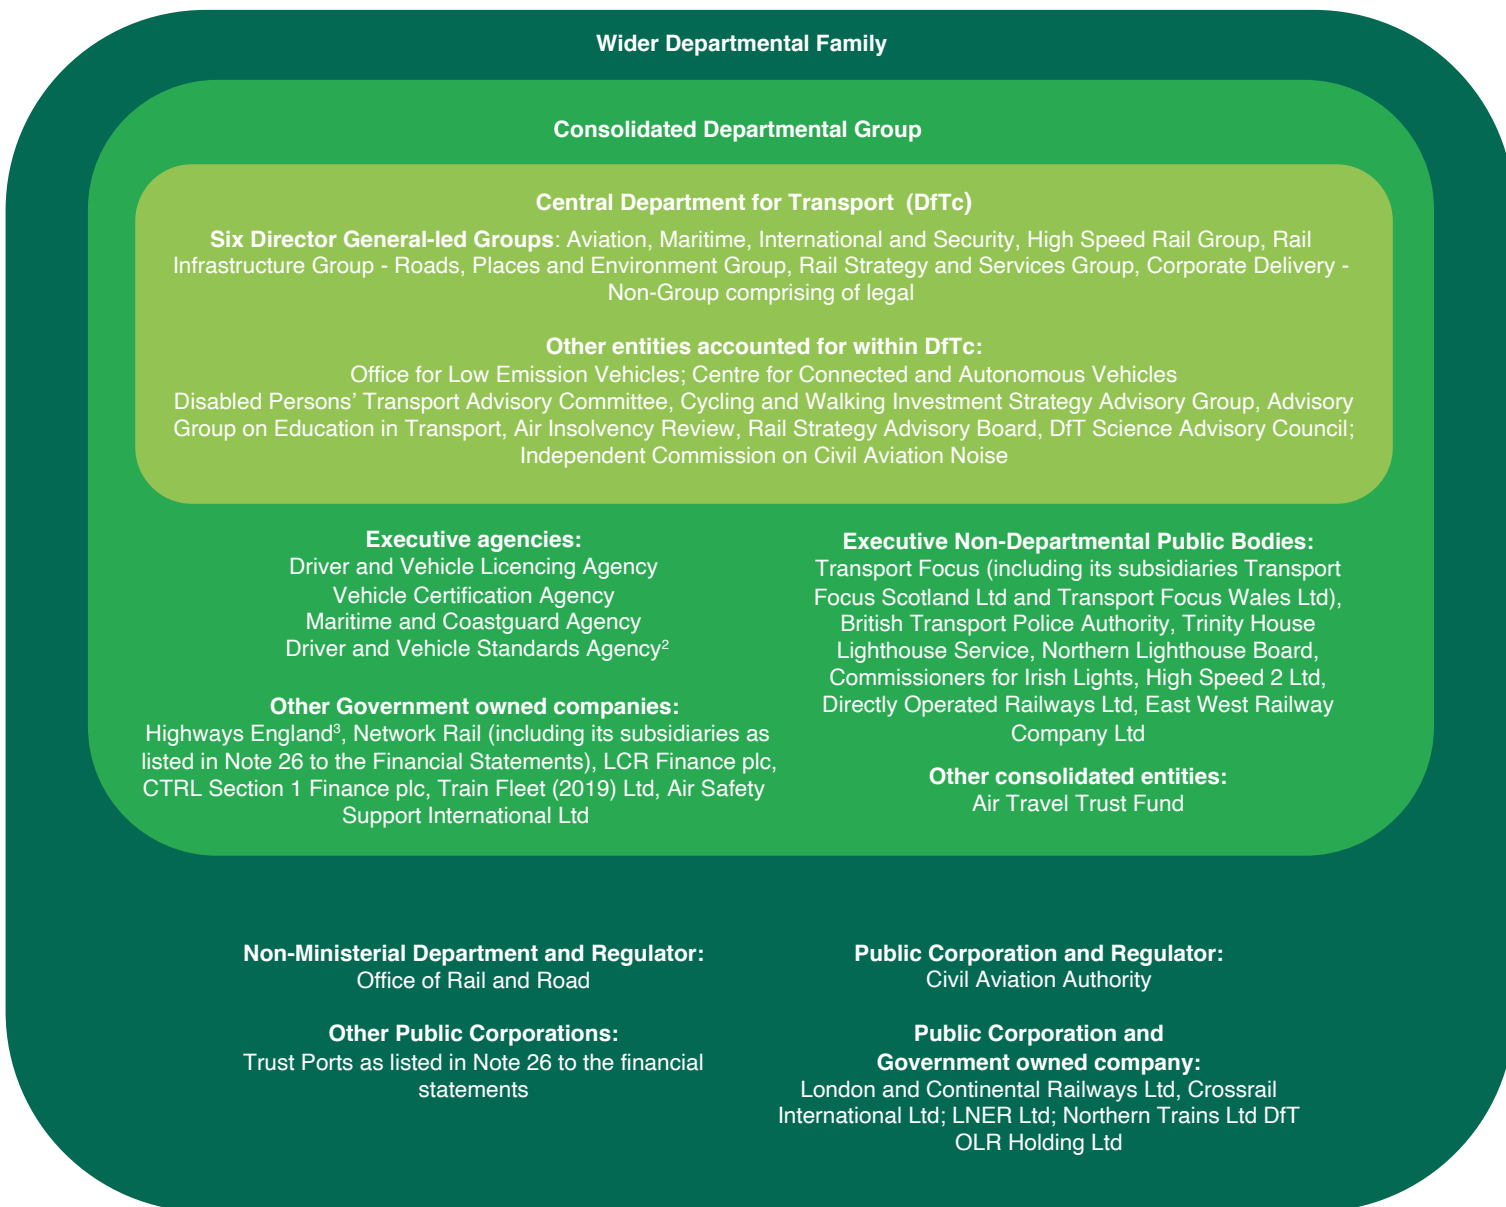 Wider Departmental Family
Consolidated Departmental Group
Central Department for Transport (DfTc)
Six Director General-led Groups: Aviation, Maritime, International and Security, High Speed Rail Group, Rail
Infrastructure Group - Roads, Places and Environment Group, Rail Strategy and Services Group, Corporate Delivery -
Non-Group comprising of legal
Other entities accounted for within DfTc:
Office for Low Emission Vehicles; Centre for Connected and Autonomous Vehicles
Disabled Persons’ Transport Advisory Committee, Cycling and Walking Investment Strategy Advisory Group, Advisory
Group on Education in Transport, Air Insolvency Review, Rail Strategy Advisory Board, DfT Science Advisory Council;
Independent Commission on Civil Aviation Noise
Executive agencies:
Driver and Vehicle Licencing Agency
Vehicle Certification Agency
Maritime and Coastguard Agency
Driver and Vehicle Standards Agency²
Other Government owned companies:
Highways England³, Network Rail (including its subsidiaries as
listed in Note 26 to the Financial Statements), LCR Finance plc,
CTRL Section 1 Finance plc, Train Fleet (2019) Ltd, Air Safety
Support International Ltd
Executive Non-Departmental Public Bodies:
Transport Focus (including its subsidiaries Transport
Focus Scotland Ltd and Transport Focus Wales Ltd),
British Transport Police Authority, Trinity House
Lighthouse Service, Northern Lighthouse Board,
Commissioners for Irish Lights, High Speed 2 Ltd,
Directly Operated Railways Ltd, East West Railway
Company Ltd
Other consolidated entities:
Air Travel Trust Fund
Non-Ministerial Department and Regulator:
Office of Rail and Road
Other Public Corporations:
Trust Ports as listed in Note 26 to the financial
statements
Public Corporation and Regulator:
Civil Aviation Authority
Public Corporation and
Government owned company:
London and Continental Railways Ltd, Crossrail
International Ltd; LNER Ltd; Northern Trains Ltd DfT
OLR Holding Ltd